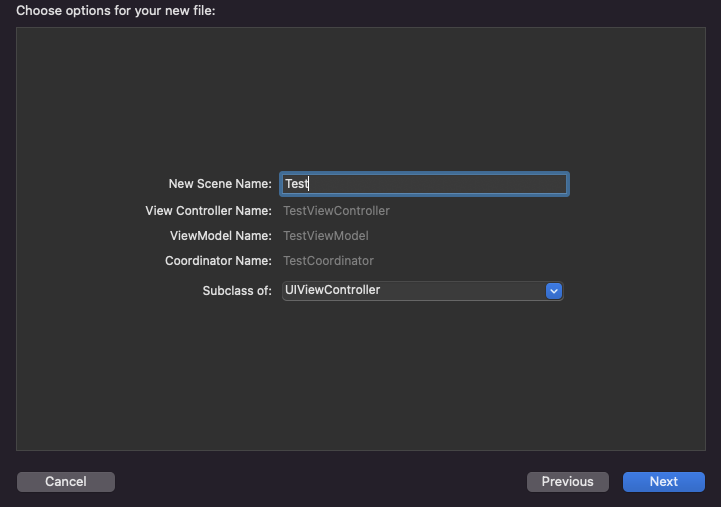 Choose options for your new file:
New Scene Name: Test
View Controller Name: TestViewController
ViewModel Name: TestViewModel
Coordinator Name: TestCoordinator
Subclass of: UIViewController
Cancel Previous Next